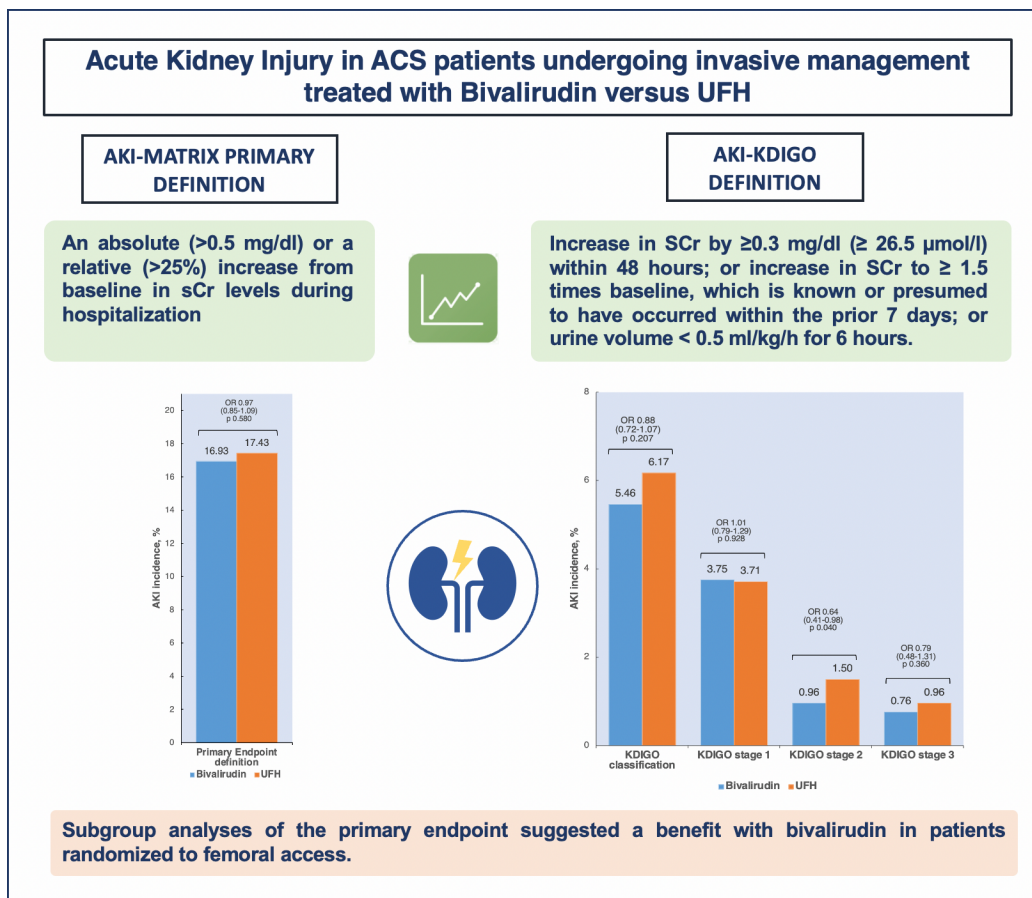 Acute Kidney Injury in ACS patients undergoing invasive management
treated with Bivalirudin versus UFH
AKI-MATRIX PRIMARY
DEFINITION
An absolute (>0.5 mg/dl) or a
relative (>25%) increase from
baseline in sCr levels during
hospitalization
AKI-KDIGO
DEFINITION
Increase in SCr by ≥0.3 mg/dl (≥ 26.5 μmol/l)
within 48 hours; or increase in SCr to ≥ 1.5
times baseline, which is known or presumed
to have occurred within the prior 7 days; or
urine volume < 0.5 ml/kg/h for 6 hours.
AKI incidence, %
20
18
16
14
12
10
8
6
4
2
0
OR 0.97
(0.85-1.09)
p 0.580
16.93
17.43
Primary Endpoint
definition
Bivalirudin UFH
AKI incidence, %
8
6
4
2
0
OR 0.88
(0.72-1.07)
p 0.207
5.46
6.17
OR 1.01
(0.79-1.29)
p 0.928
3.75
3.71
OR 0.64
(0.41-0.98)
p 0.040
0.96
1.50
OR 0.79
(0.48-1.31)
p 0.360
0.76
0.96
KDIGO
classification
KDIGO stage 1
KDIGO stage 2
KDIGO stage 3
Bivalirudin UFH
Subgroup analyses of the primary endpoint suggested a benefit with bivalirudin in patients
randomized to femoral access.